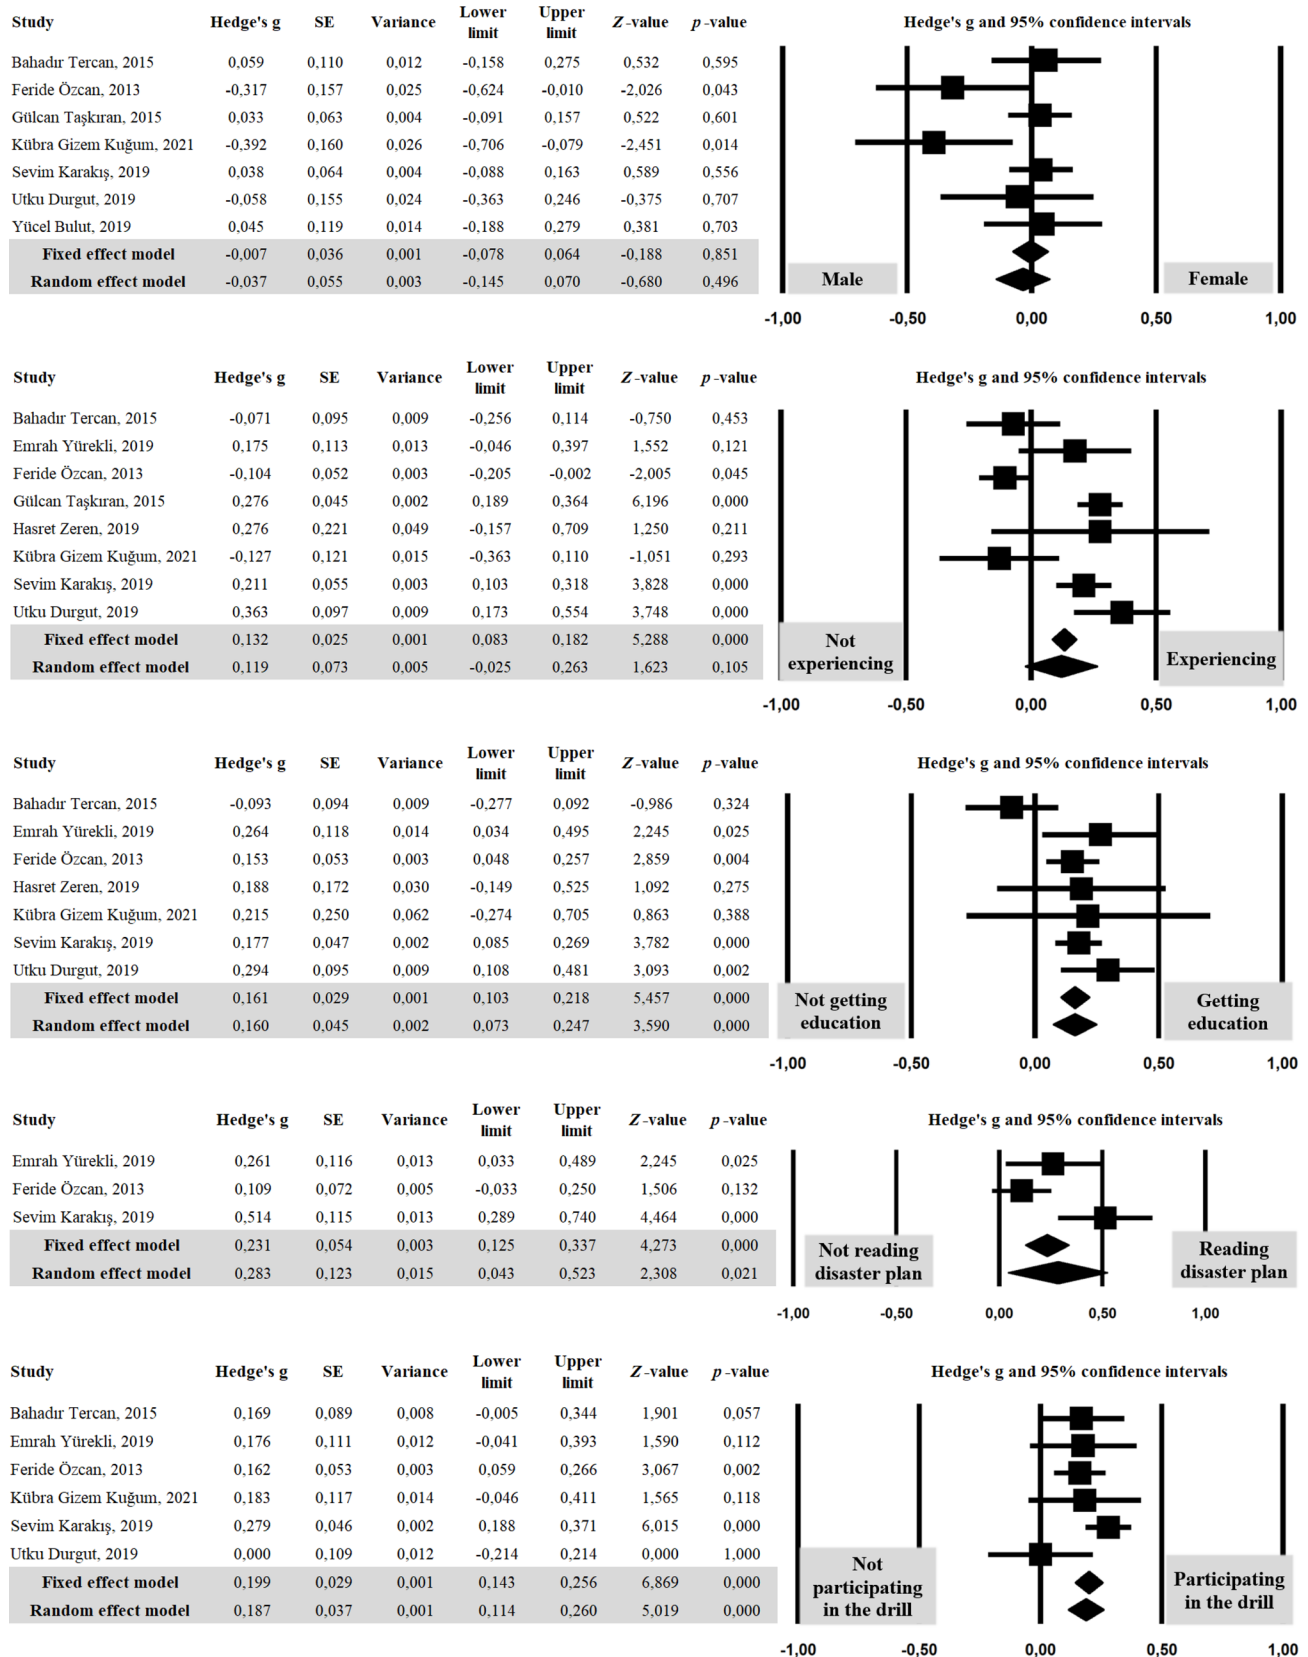 Study Hedge's g SE Variance Lower limit Upper limit Z-value p-value Hedge's g and 95% confidence intervals
Bahadır Tercan, 2015 0,059 0,110 0,012 -0,158 0,275 0,532 0,595
Feride Özcan, 2013 -0,317 0,157 0,025 -0,624 -0,010 -2,026 0,043
Gülcan Taşkıran, 2015 0,033 0,063 0,004 -0,091 0,157 0,522 0,601
Kübra Gizem Kuğum, 2021 -0,392 0,160 0,026 -0,706 -0,079 -2,451 0,014
Sevim Karakış, 2019 0,038 0,064 0,004 -0,088 0,163 0,589 0,556
Utku Durgut, 2019 -0,058 0,155 0,024 -0,363 0,246 -0,375 0,707
Yücel Bulut, 2019 0,045 0,119 0,014 -0,188 0,279 0,381 0,703
Fixed effect model -0,007 0,036 0,001 -0,078 0,064 -0,188 0,851
Random effect model -0,037 0,055 0,003 -0,145 0,070 -0,680 0,496 Male Female
-1,00 -0,50 0,00 0,50 1,00
Study Hedge's g SE Variance Lower limit Upper limit Z-value p-value Hedge's g and 95% confidence intervals
Bahadır Tercan, 2015 -0,071 0,095 0,009 -0,256 0,114 -0,750 0,453
Emrah Yürekli, 2019 0,175 0,113 0,013 -0,046 0,397 1,552 0,121
Feride Özcan, 2013 -0,104 0,052 0,003 -0,205 -0,002 -2,005 0,045
Gülcan Taşkıran, 2015 0,276 0,045 0,002 0,189 0,364 6,196 0,000
Hasret Zeren, 2019 0,276 0,221 0,049 -0,157 0,709 1,250 0,211
Kübra Gizem Kuğum, 2021 -0,127 0,121 0,015 -0,363 0,110 -1,051 0,293
Sevim Karakış, 2019 0,211 0,055 0,003 0,103 0,318 3,828 0,000
Utku Durgut, 2019 0,363 0,097 0,009 0,173 0,554 3,748 0,000
Fixed effect model 0,132 0,025 0,001 0,083 0,182 5,288 0,000
Random effect model 0,119 0,073 0,005 -0,025 0,263 1,623 0,105
Not
experiencing
Experiencing
-1,00 -0,50 0,00 0,50 1,00
Study Hedge's g SE Variance Lower limit Upper limit Z-value p-value Hedge's g and 95% confidence intervals
Bahadır Tercan, 2015 -0,093 0,094 0,009 -0,277 0,092 -0,986 0,324
Emrah Yürekli, 2019 0,264 0,118 0,014 0,034 0,495 2,245 0,025
Feride Özcan, 2013 0,153 0,053 0,003 0,048 0,257 2,859 0,004
Hasret Zeren, 2019 0,188 0,172 0,030 -0,149 0,525 1,092 0,275
Kübra Gizem Kuğum, 2021 0,215 0,250 0,062 -0,274 0,705 0,863 0,388
Sevim Karakış, 2019 0,177 0,047 0,002 0,085 0,269 3,782 0,000
Utku Durgut, 2019 0,294 0,095 0,009 0,108 0,481 3,093 0,002
Fixed effect model 0,161 0,029 0,001 0,103 0,218 5,457 0,000
Random effect model 0,160 0,045 0,002 0,073 0,247 3,590 0,000
Not getting
education
Getting
education
-1,00 -0,50 0,00 0,50 1,00
Study Hedge's g SE Variance Lower limit Upper limit Z-value p-value Hedge's g and 95% confidence intervals
Emrah Yürekli, 2019 0,261 0,116 0,013 0,033 0,489 2,245 0,025
Feride Özcan, 2013 0,109 0,072 0,005 -0,033 0,250 1,506 0,132
Sevim Karakış, 2019 0,514 0,115 0,013 0,289 0,740 4,464 0,000
Fixed effect model 0,231 0,054 0,003 0,125 0,337 4,273 0,000
Random effect model 0,283 0,123 0,015 0,043 0,523 2,308 0,021
Not reading
disaster plan
Reading
disaster plan
-1,00 -0,50 0,00 0,50 1,00
Study Hedge's g SE Variance Lower limit Upper limit Z-value p-value Hedge's g and 95% confidence intervals
Bahadır Tercan, 2015 0,169 0,089 0,008 -0,005 0,344 1,901 0,057
Emrah Yürekli, 2019 0,176 0,111 0,012 -0,041 0,393 1,590 0,112
Feride Özcan, 2013 0,162 0,053 0,003 0,059 0,266 3,067 0,002
Kübra Gizem Kuğum, 2021 0,183 0,117 0,014 -0,046 0,411 1,565 0,118
Sevim Karakış, 2019 0,279 0,046 0,002 0,188 0,371 6,015 0,000
Utku Durgut, 2019 0,000 0,109 0,012 -0,214 0,214 0,000 1,000
Fixed effect model 0,199 0,029 0,001 0,143 0,256 6,869 0,000
Random effect model 0,187 0,037 0,001 0,114 0,260 5,019 0,000
Not
participating
in the drill
Participating
in the drill
-1,00 -0,50 0,00 0,50 1,00